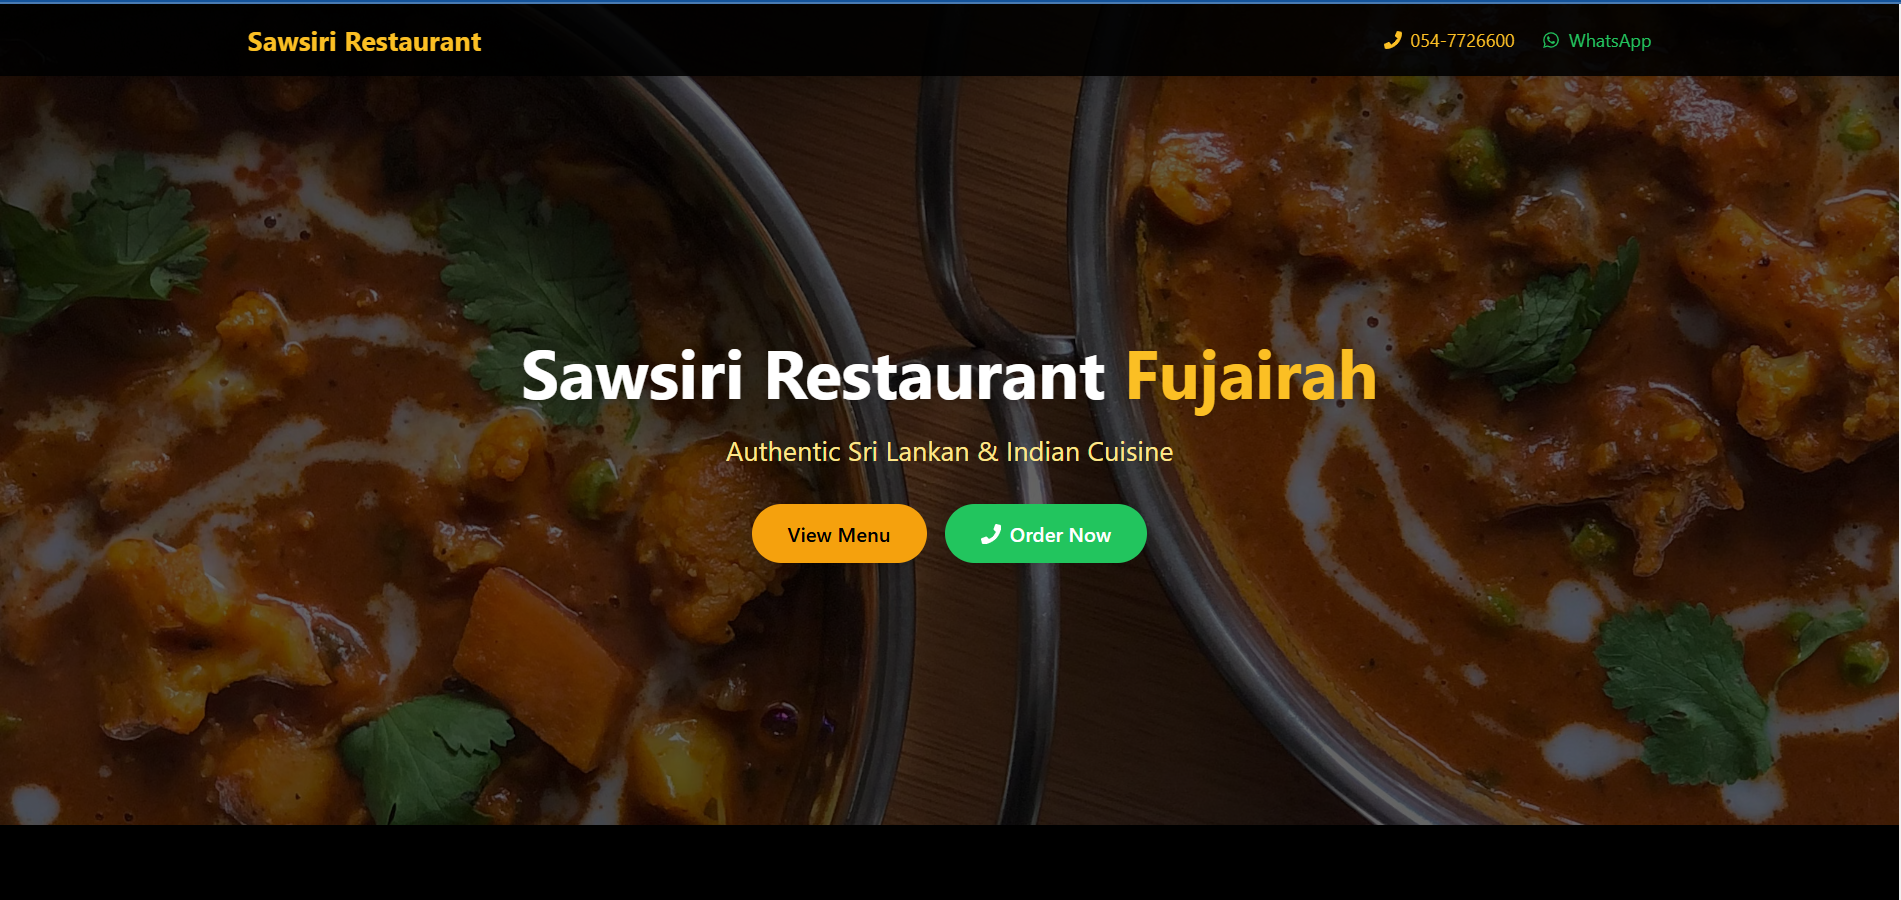 Sawsiri Restaurant
054-7726600
WhatsApp
Sawsiri Restaurant Fujairah
Authentic Sri Lankan & Indian Cuisine
View Menu
Order Now